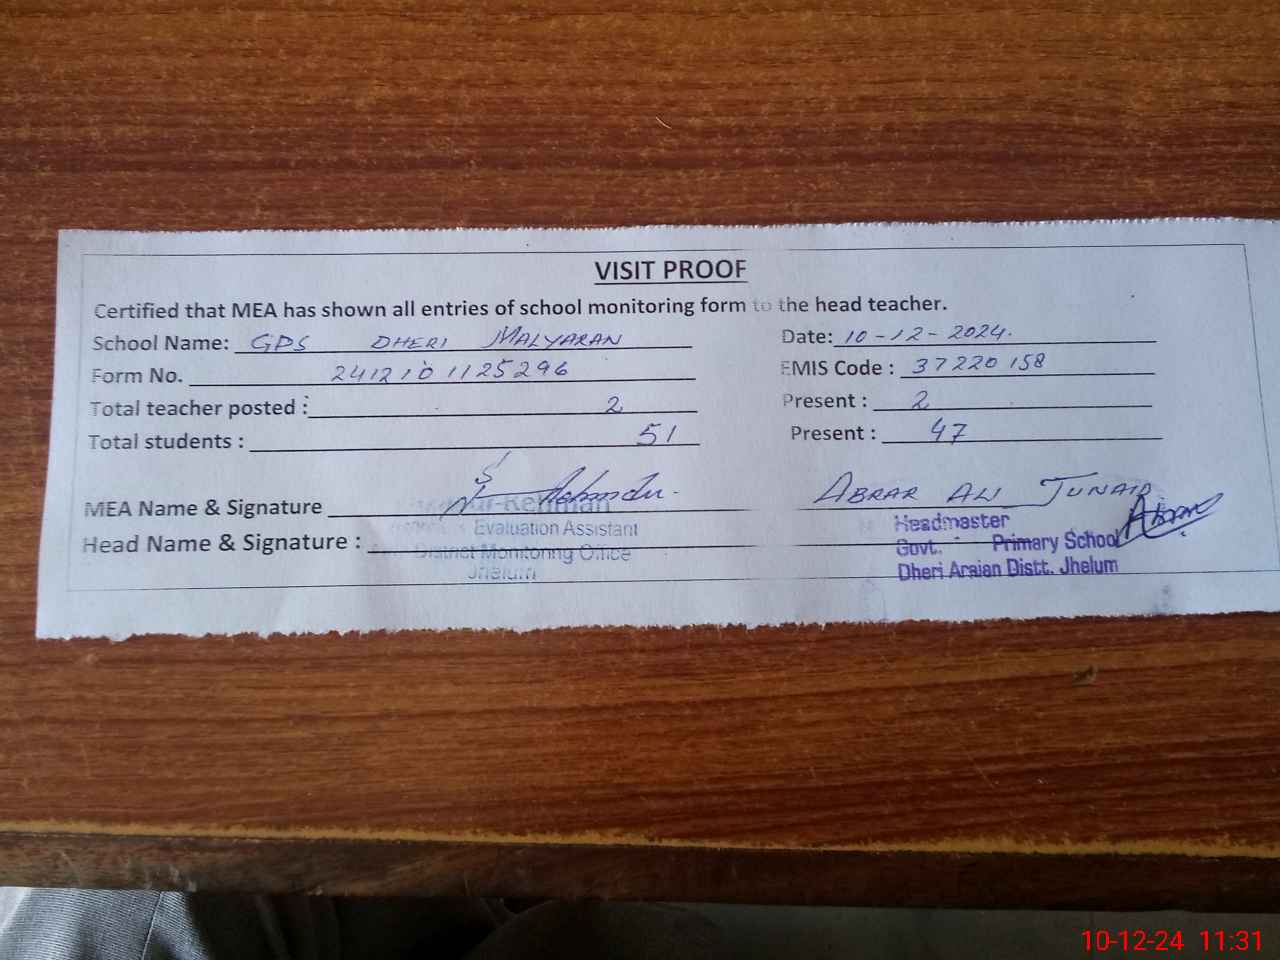 VISIT PROOF
Certified that MEA has shown all entries of school monitoring form to the head teacher.
School Name: GPS DHERI MALYARAN Date: 10-12-2024.
Form No. 2412101125296 EMIS Code : 37220158
Total teacher posted : 2 Present : 2
Total students : 51 Present : 47
MEA Name & Signature ABRAR ALI JUNAID
Evaluation Assistant Headmaster Abrar
Head Name & Signature : District Monitoring Office Govt. Primary School
Jhelum Dheri Araian Distt. Jhelum
10-12-24 11:31